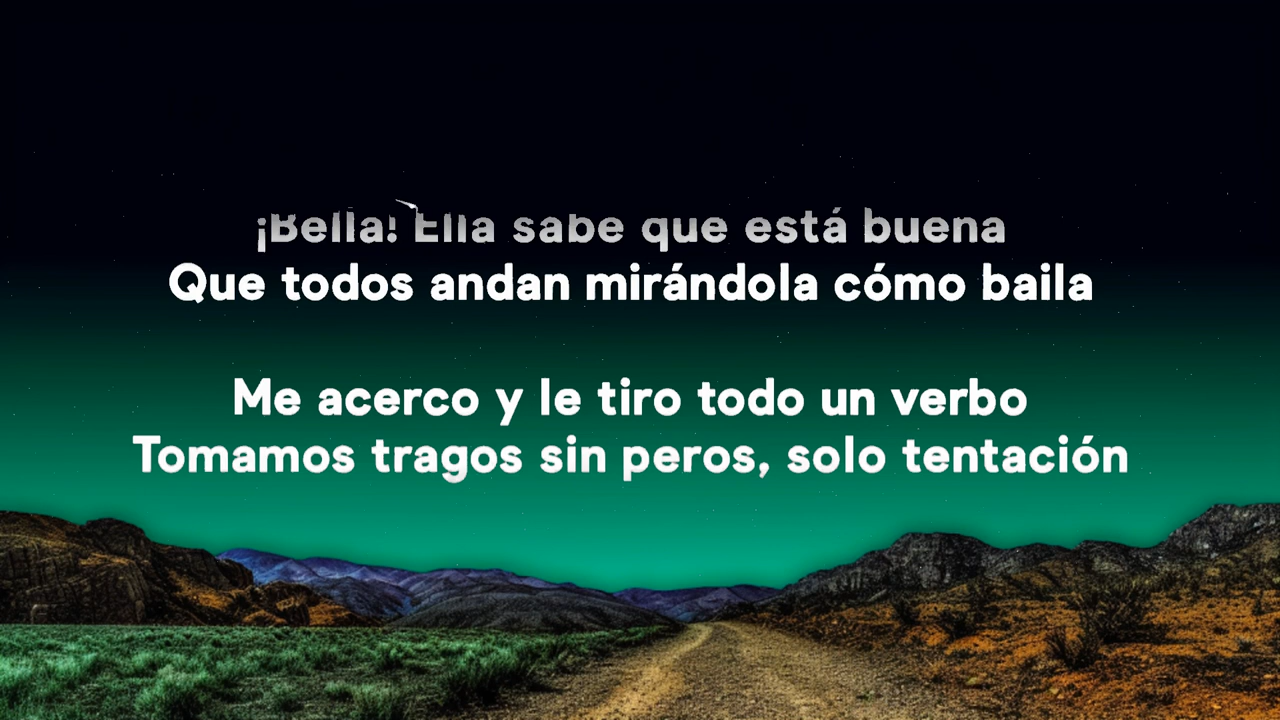 ¡Bella! Ella sabe que está buena
Que todos andan mirándola cómo baila
Me acerco y le tiro todo un verbo
Tomamos tragos sin peros, solo tentación